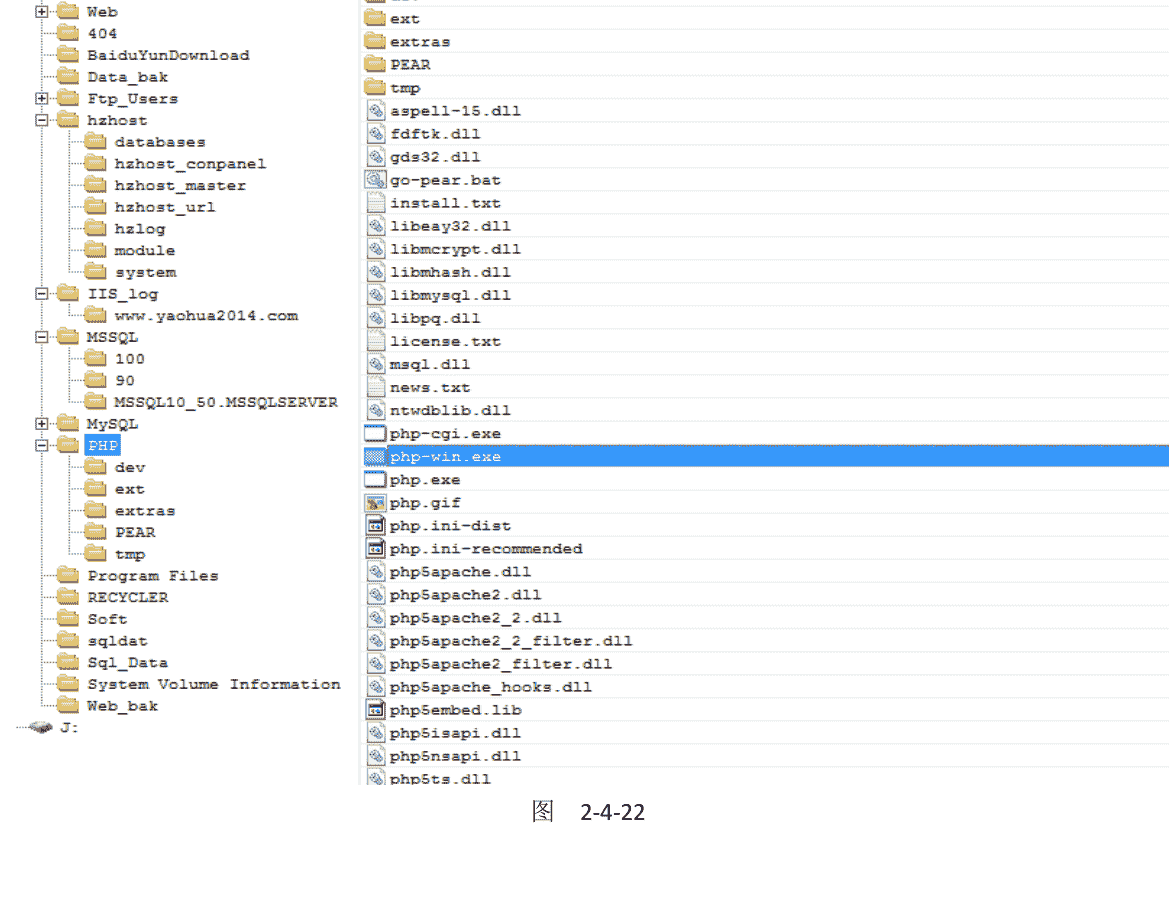 Web
404
BaiduYunDownload
Data_bak
Ftp_Users
hzhost
databases
hzhost_conpanel
hzhost_master
hzhost_url
hzlog
module
system
IIS_log
www.yaohua2014.com
MSSQL
100
90
MSSQL10_50.MSSQLSERVER
MySQL
PHP
dev
ext
extras
PEAR
tmp
Program Files
RECYCLER
Soft
sqldat
Sql_Data
System Volume Information
Web_bak
J:
ext
extras
PEAR
tmp
aspell-15.dll
fdftk.dll
gds32.dll
go-pear.bat
install.txt
libeay32.dll
libmcrypt.dll
libmhash.dll
libmysql.dll
libpq.dll
license.txt
msql.dll
news.txt
ntwdblib.dll
php-cgi.exe
php-win.exe
php.exe
php.gif
php.ini-dist
php.ini-recommended
php5apache.dll
php5apache2.dll
php5apache2_2.dll
php5apache2_2_filter.dll
php5apache2_filter.dll
php5apache_hooks.dll
php5embed.lib
php5isapi.dll
php5nsapi.dll
php5ts.dll
图 2-4-22